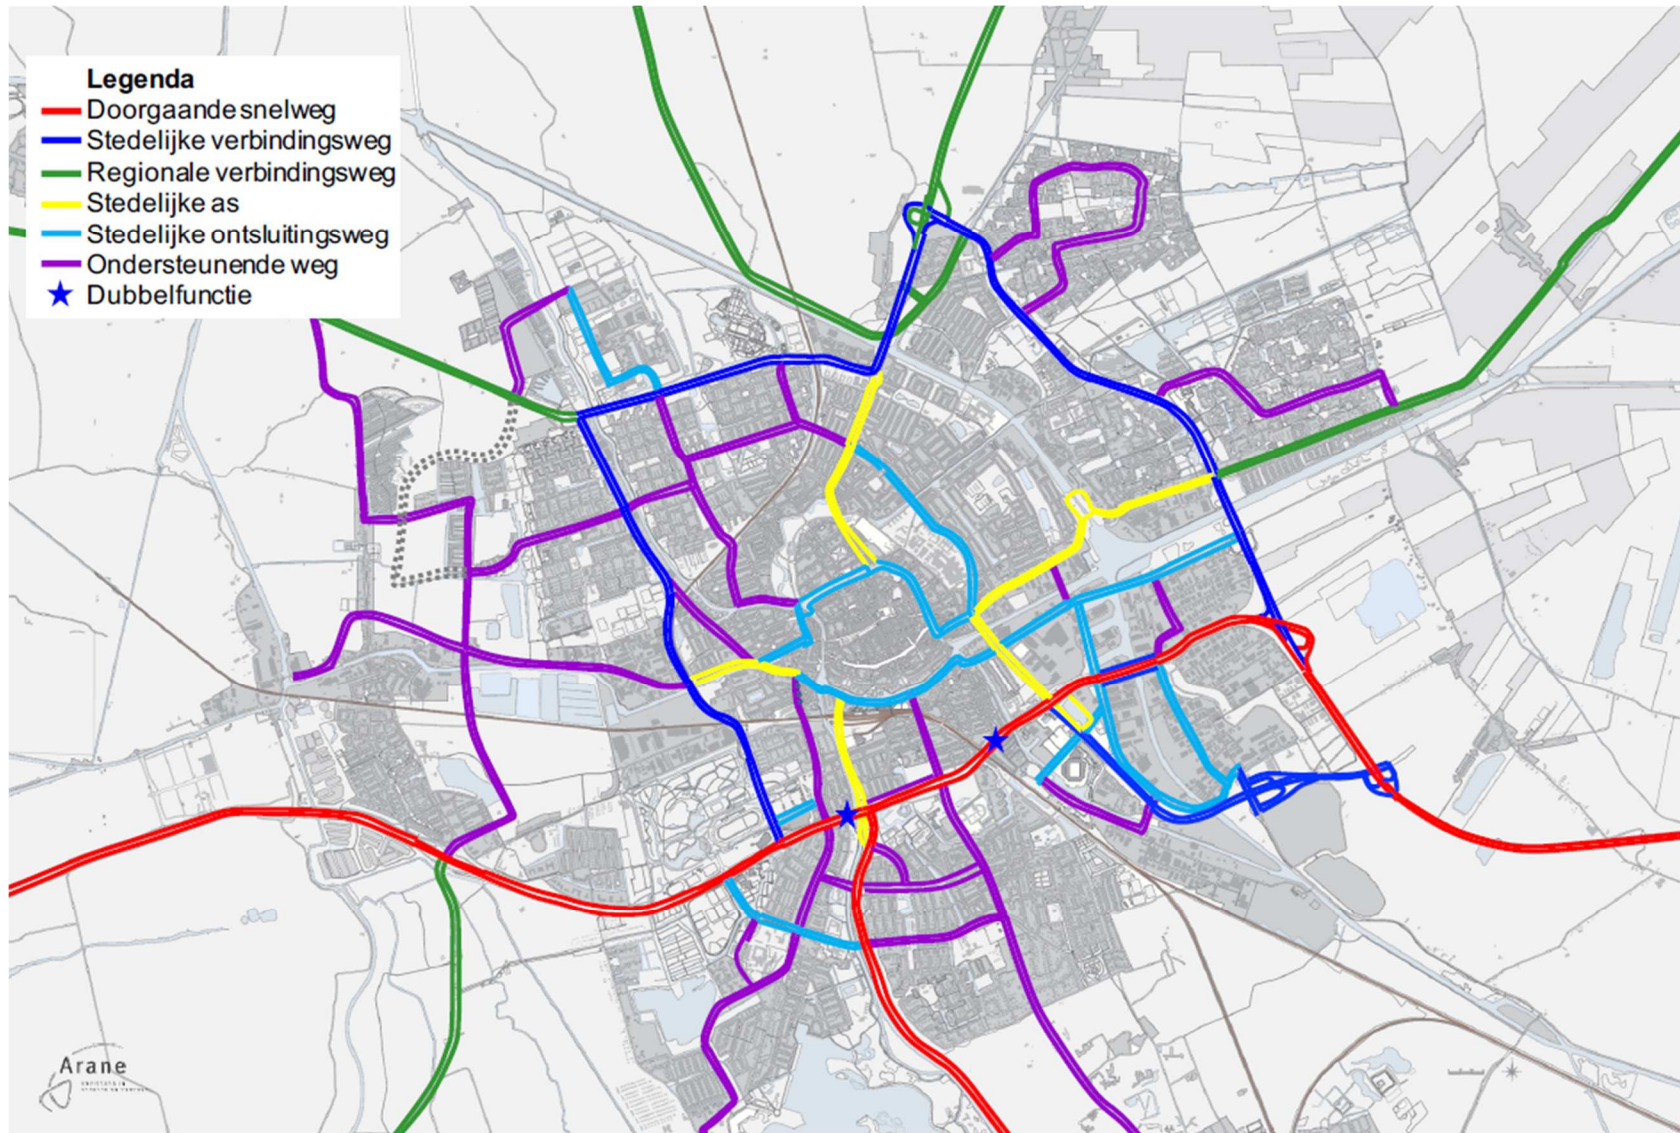 Legenda
Doorgaande snelweg
Stedelijke verbindingsweg
Regionale verbindingsweg
Stedelijke as
Stedelijke ontsluitingsweg
Ondersteunende weg
Dubbelfunctie
Arane